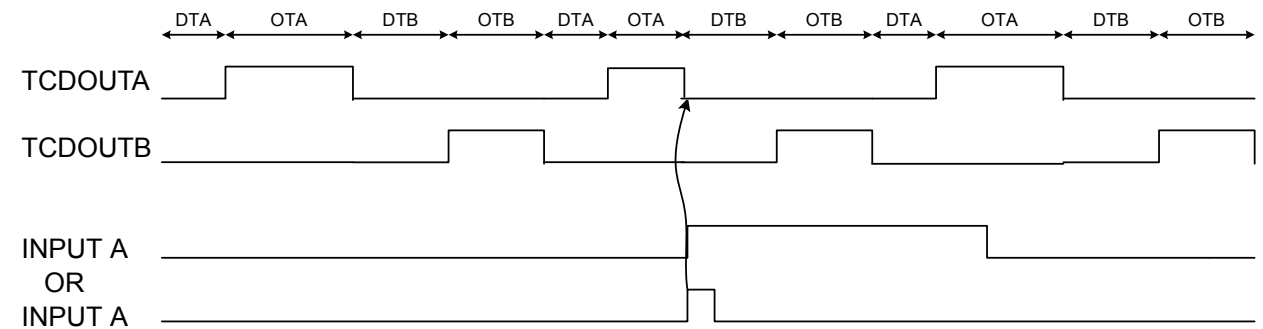 DTA OTA DTB OTB DTA OTA DTB OTB DTA OTA DTB OTB
TCDOUTA
TCDOUTB
INPUT A
OR
INPUT A